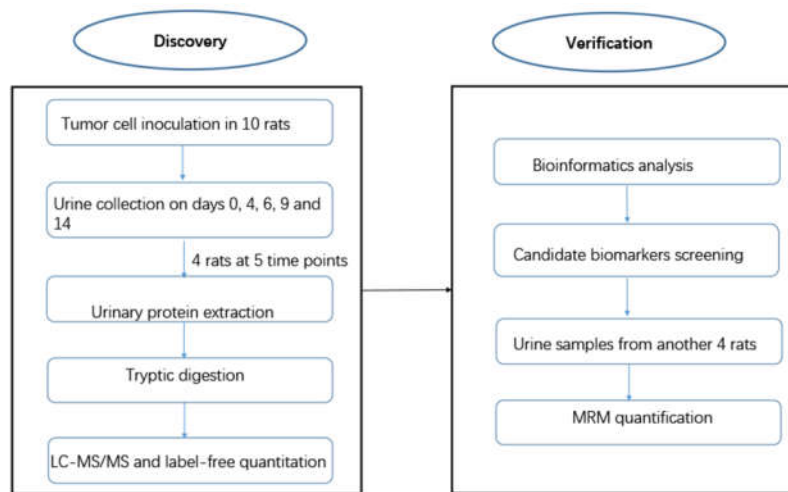 Discovery
Tumor cell inoculation in 10 rats
Urine collection on days 0, 4, 6, 9 and
14
4 rats at 5 time points
Urinary protein extraction
Tryptic digestion
LC-MS/MS and label-free quantitation
Verification
Bioinformatics analysis
Candidate biomarkers screening
Urine samples from another 4 rats
MRM quantification